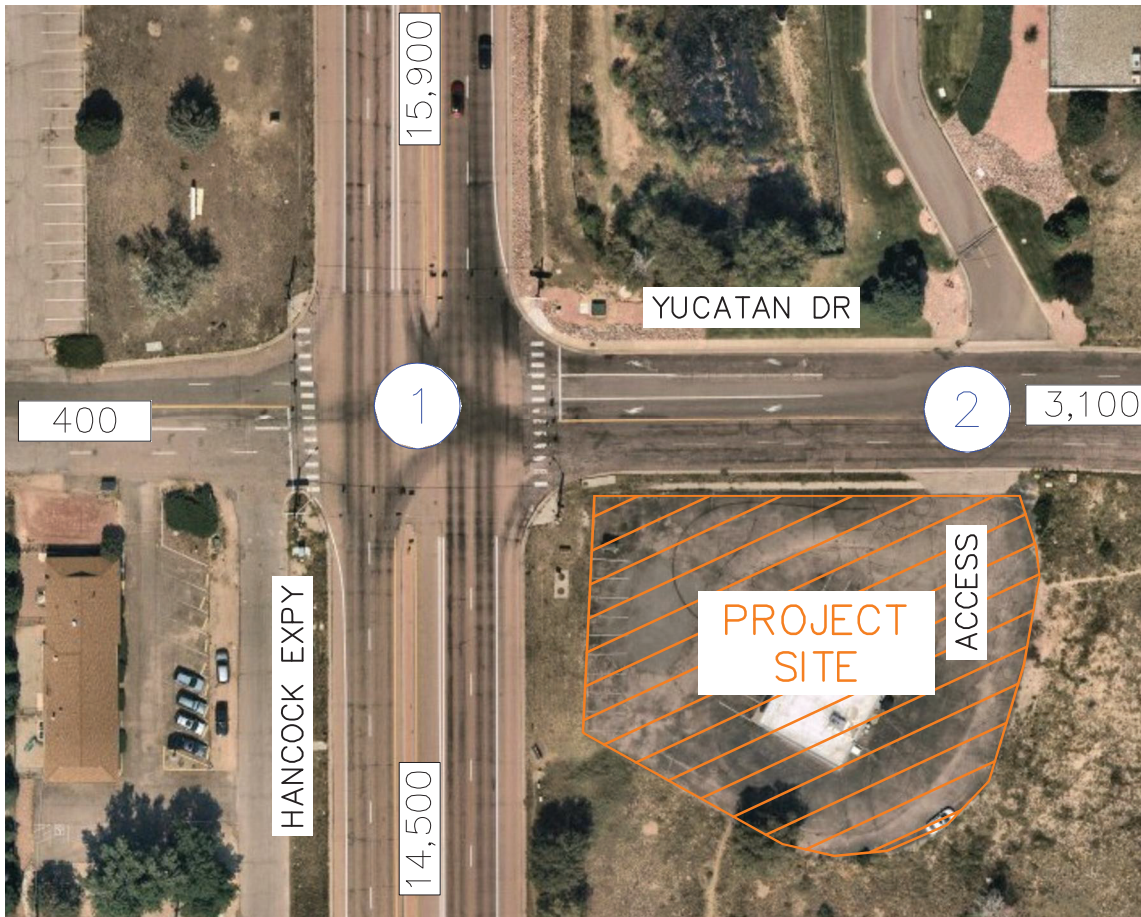 15,900
YUCATAN DR
1
400
2
3,100
ACCESS
PROJECT
SITE
HANCOCK EXPY
14,500